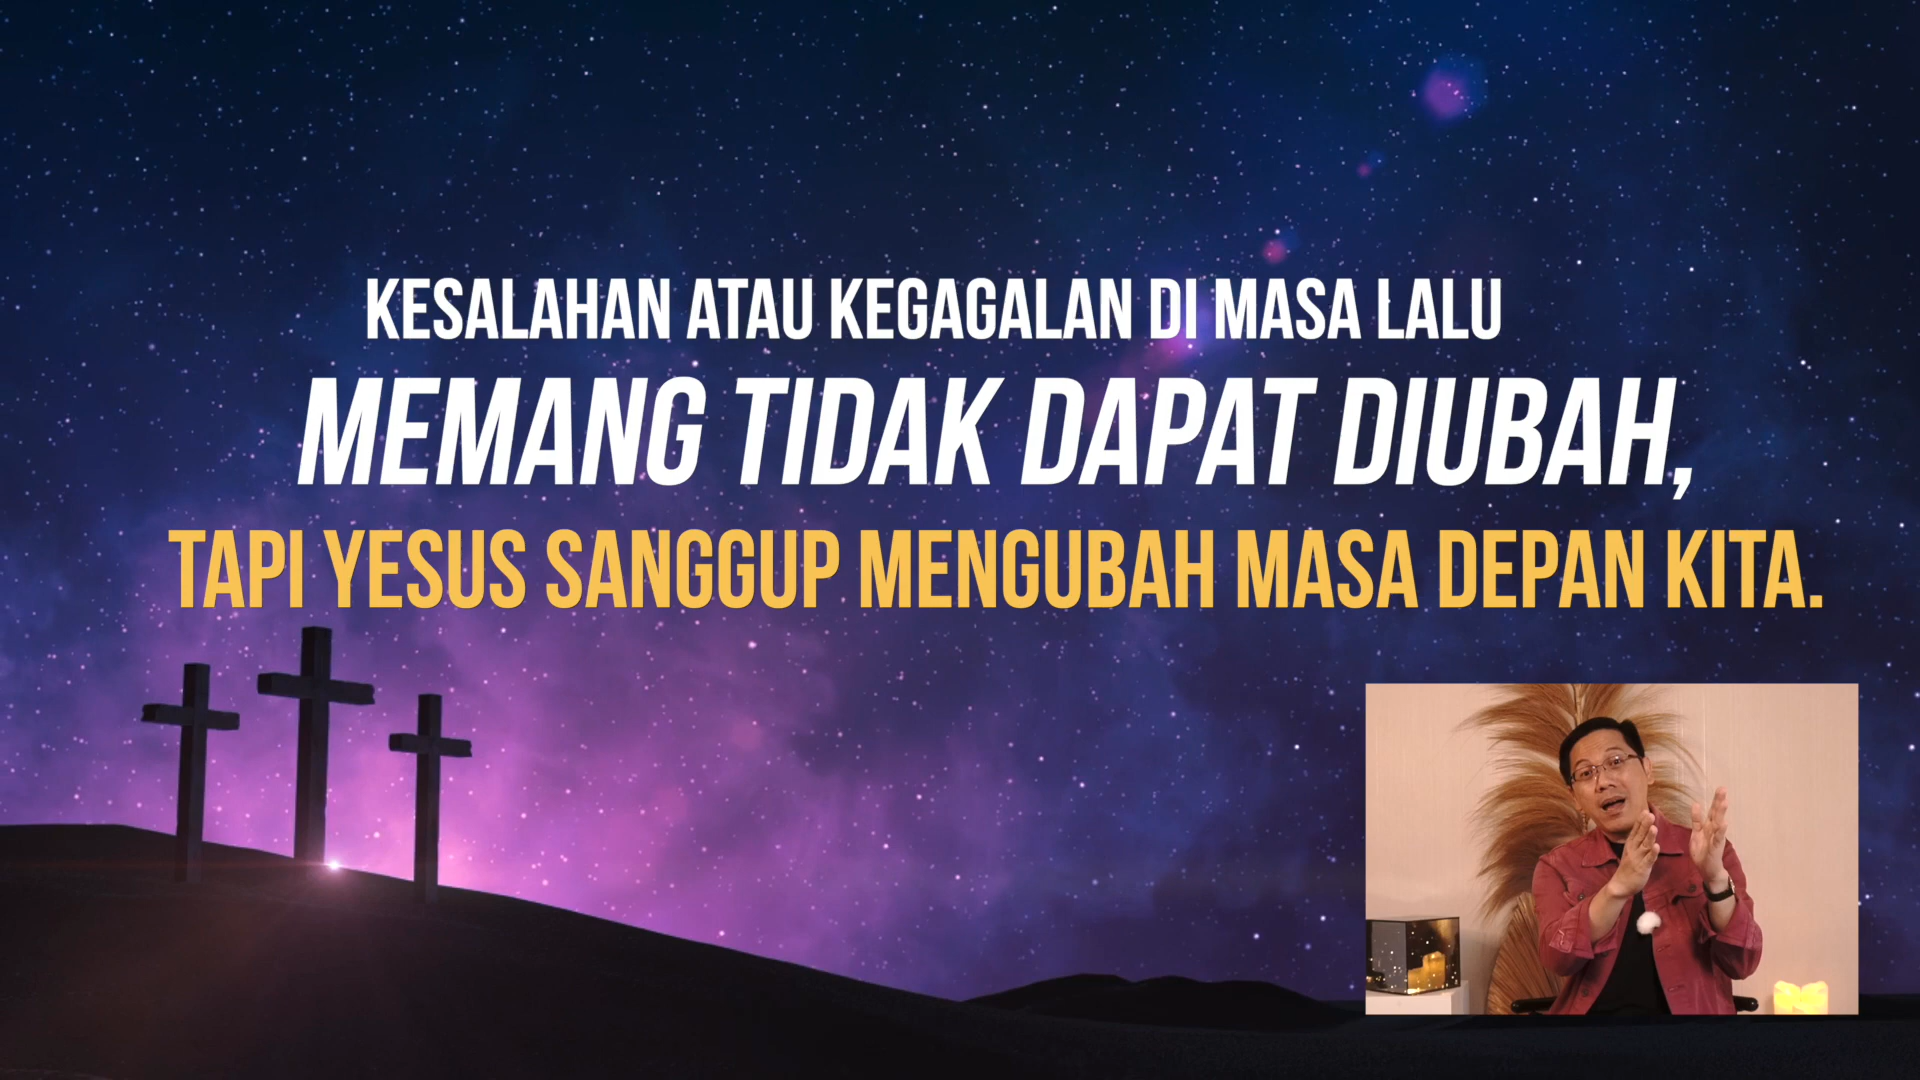 KESALAHAN ATAU KEGAGALAN DI MASA LALU
MEMANG TIDAK DAPAT DIUBAH,
TAPI YESUS SANGGUP MENGUBAH MASA DEPAN KITA.